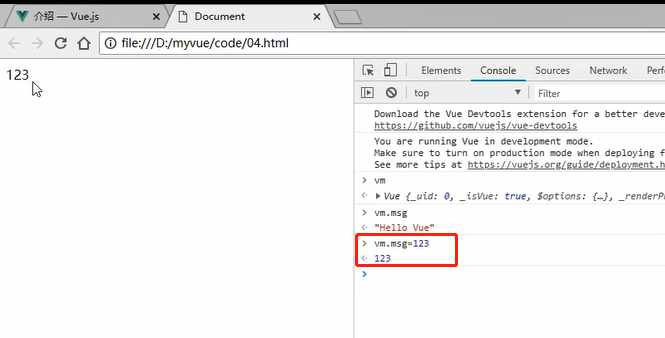 介绍 — Vue.js
Document
file:///D:/myvue/code/04.html
123
Elements
Console
Sources
Network
top
Filter
Download the Vue Devtools extension for a better
https://github.com/vuejs/vue-devtools
You are running Vue in development mode.
Make sure to turn on production mode when deploying
See more tips at https://vuejs.org/guide/deployment.h
> vm
Vue {_uid: 0, _isVue: true, $options: {…},
> vm.msg
"Hello Vue"
> vm.msg=123
123
>